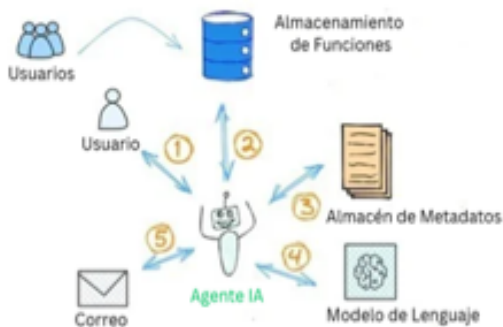 Almacenamiento
de Funciones
Usuarios
Usuario
1
2
3
Almacén de Metadatos
5
4
Agente IA
Correo
Modelo de Lenguaje